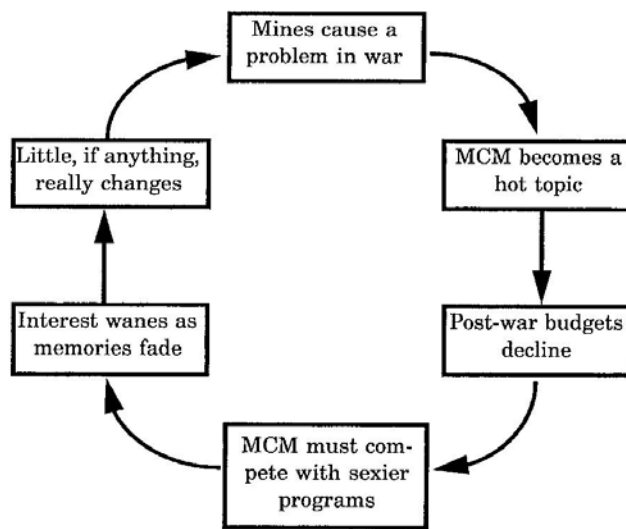 Mines cause a
problem in war
MCM becomes a
hot topic
Post-war budgets
decline
MCM must com-
pete with sexier
programs
Interest wanes as
memories fade
Little, if anything,
really changes